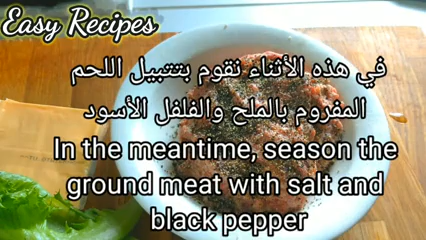 Easy Recipes
في هذه الأثناء نقوم بتتبيل اللحم
المفروم بالملح والفلفل الأسود
In the meantime, season the
ground meat with salt and
black pepper